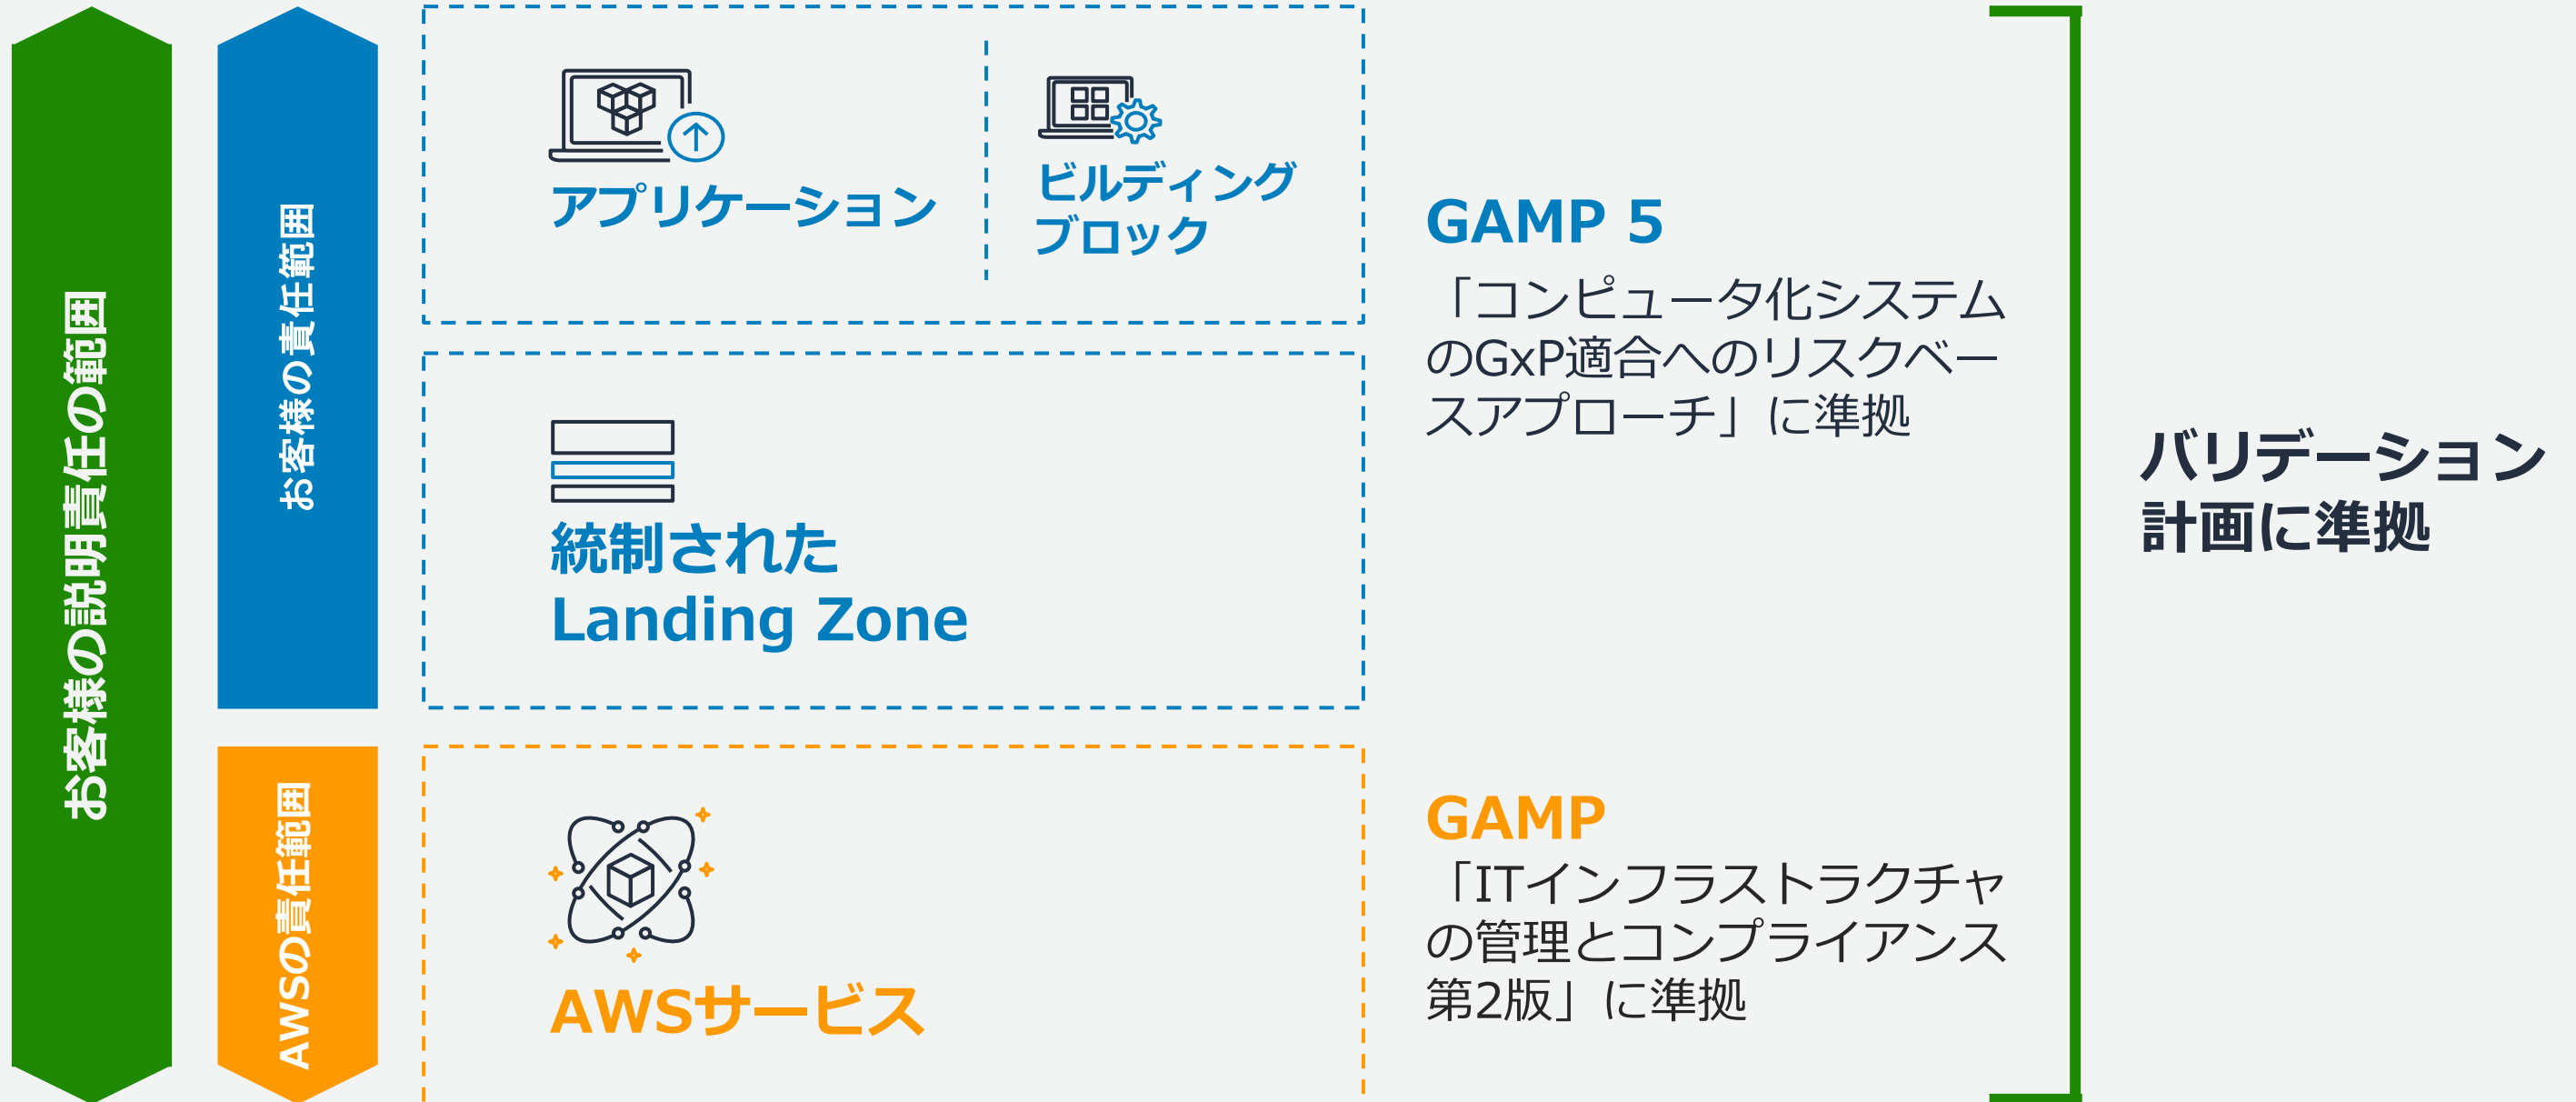 お客様の説明責任の範囲
お客様の責任範囲
AWSの責任範囲
アプリケーション
ビルディング
ブロック
統制された
Landing Zone
AWSサービス
GAMP 5
「コンピュータ化システム
のGxP適合へのリスクベー
スアプローチ」に準拠
GAMP
「ITインフラストラクチャ
の管理とコンプライアンス
第2版」に準拠
バリデーション
計画に準拠